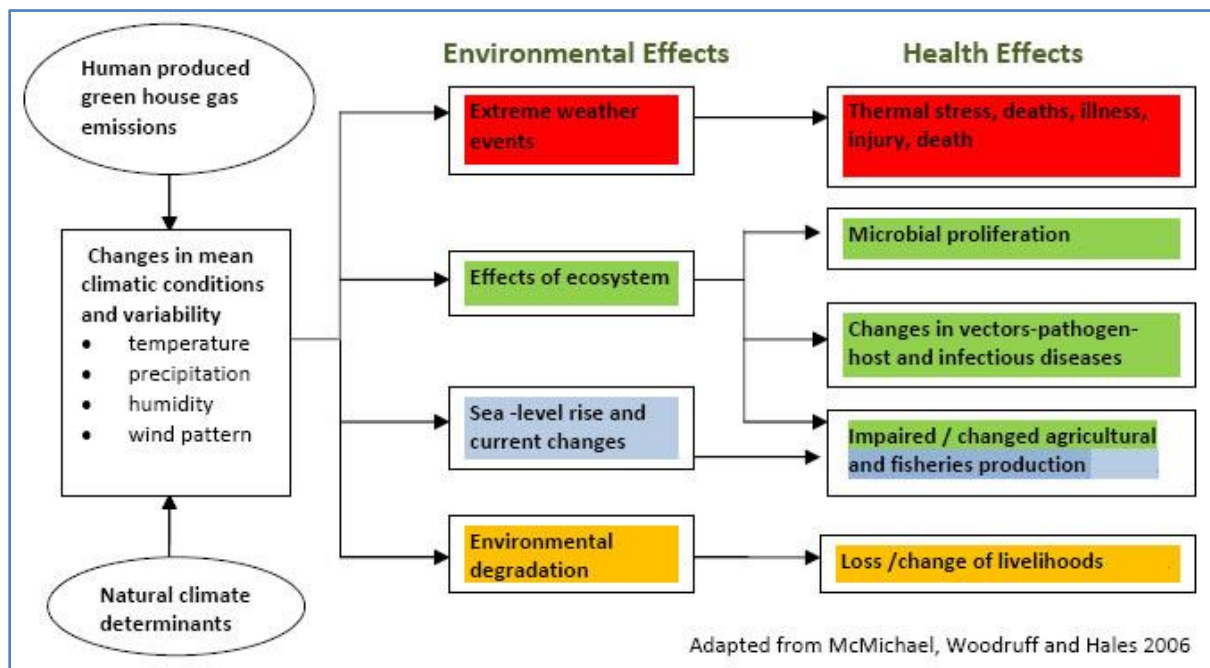 Human produced
green house gas
emissions
Changes in mean
climatic conditions
and variability
• temperature
• precipitation
• humidity
• wind pattern
Natural climate
determinants
Environmental Effects
Extreme weather
events
Effects of ecosystem
Sea -level rise and
current changes
Environmental
degradation
Health Effects
Thermal stress, deaths, illness,
injury, death
Microbial proliferation
Changes in vectors-pathogen-
host and infectious diseases
Impaired / changed agricultural
and fisheries production
Loss /change of livelihoods
Adapted from McMichael, Woodruff and Hales 2006